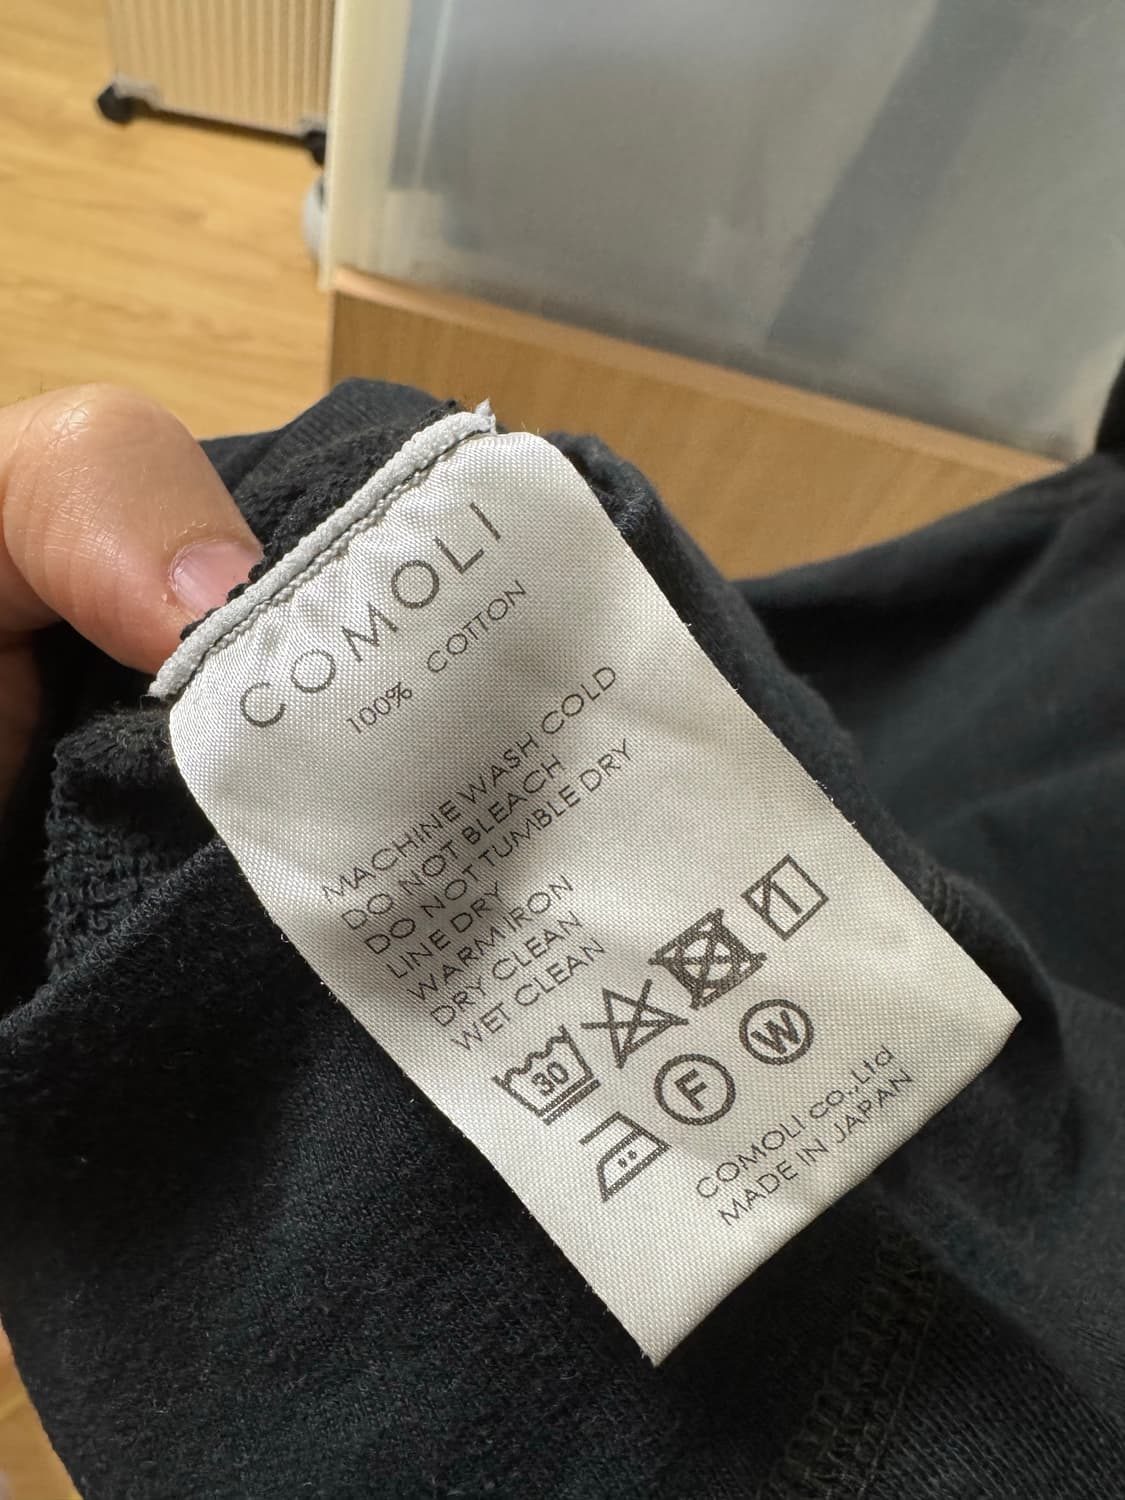 COMOLI
100% COTTON
MACHINE WASH COLD
DO NOT BLEACH
DO NOT TUMBLE DRY
LINE DRY
WARM IRON
DRY CLEAN
WET CLEAN
30
F
W
COMOLI co.,Ltd
MADE IN JAPAN